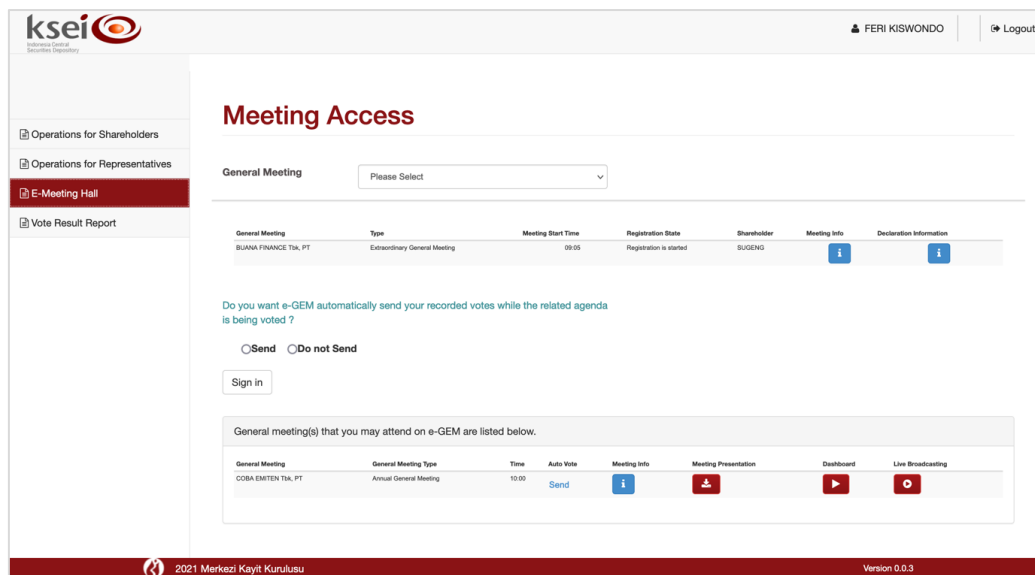 ksei
Indonesia Central
Securities Depository
FERI KISWONDO
Logout
Operations for Shareholders
Operations for Representatives
E-Meeting Hall
Vote Result Report
Meeting Access
General Meeting
Please Select
General Meeting Type Meeting Start Time Registration State Shareholder Meeting Info Declaration Information
BUANA FINANCE Tbk, PT Extraordinary General Meeting 09:05 Registration is started SUGENG
Do you want e-GEM automatically send your recorded votes while the related agenda
is being voted ?
Send Do not Send
Sign in
General meeting(s) that you may attend on e-GEM are listed below.
General Meeting General Meeting Type Time Auto Vote Meeting Info Meeting Presentation Dashboard Live Broadcasting
COBA EMITEN Tbk, PT Annual General Meeting 10:00 Send
2021 Merkezi Kayit Kurulusu
Version 0.0.3